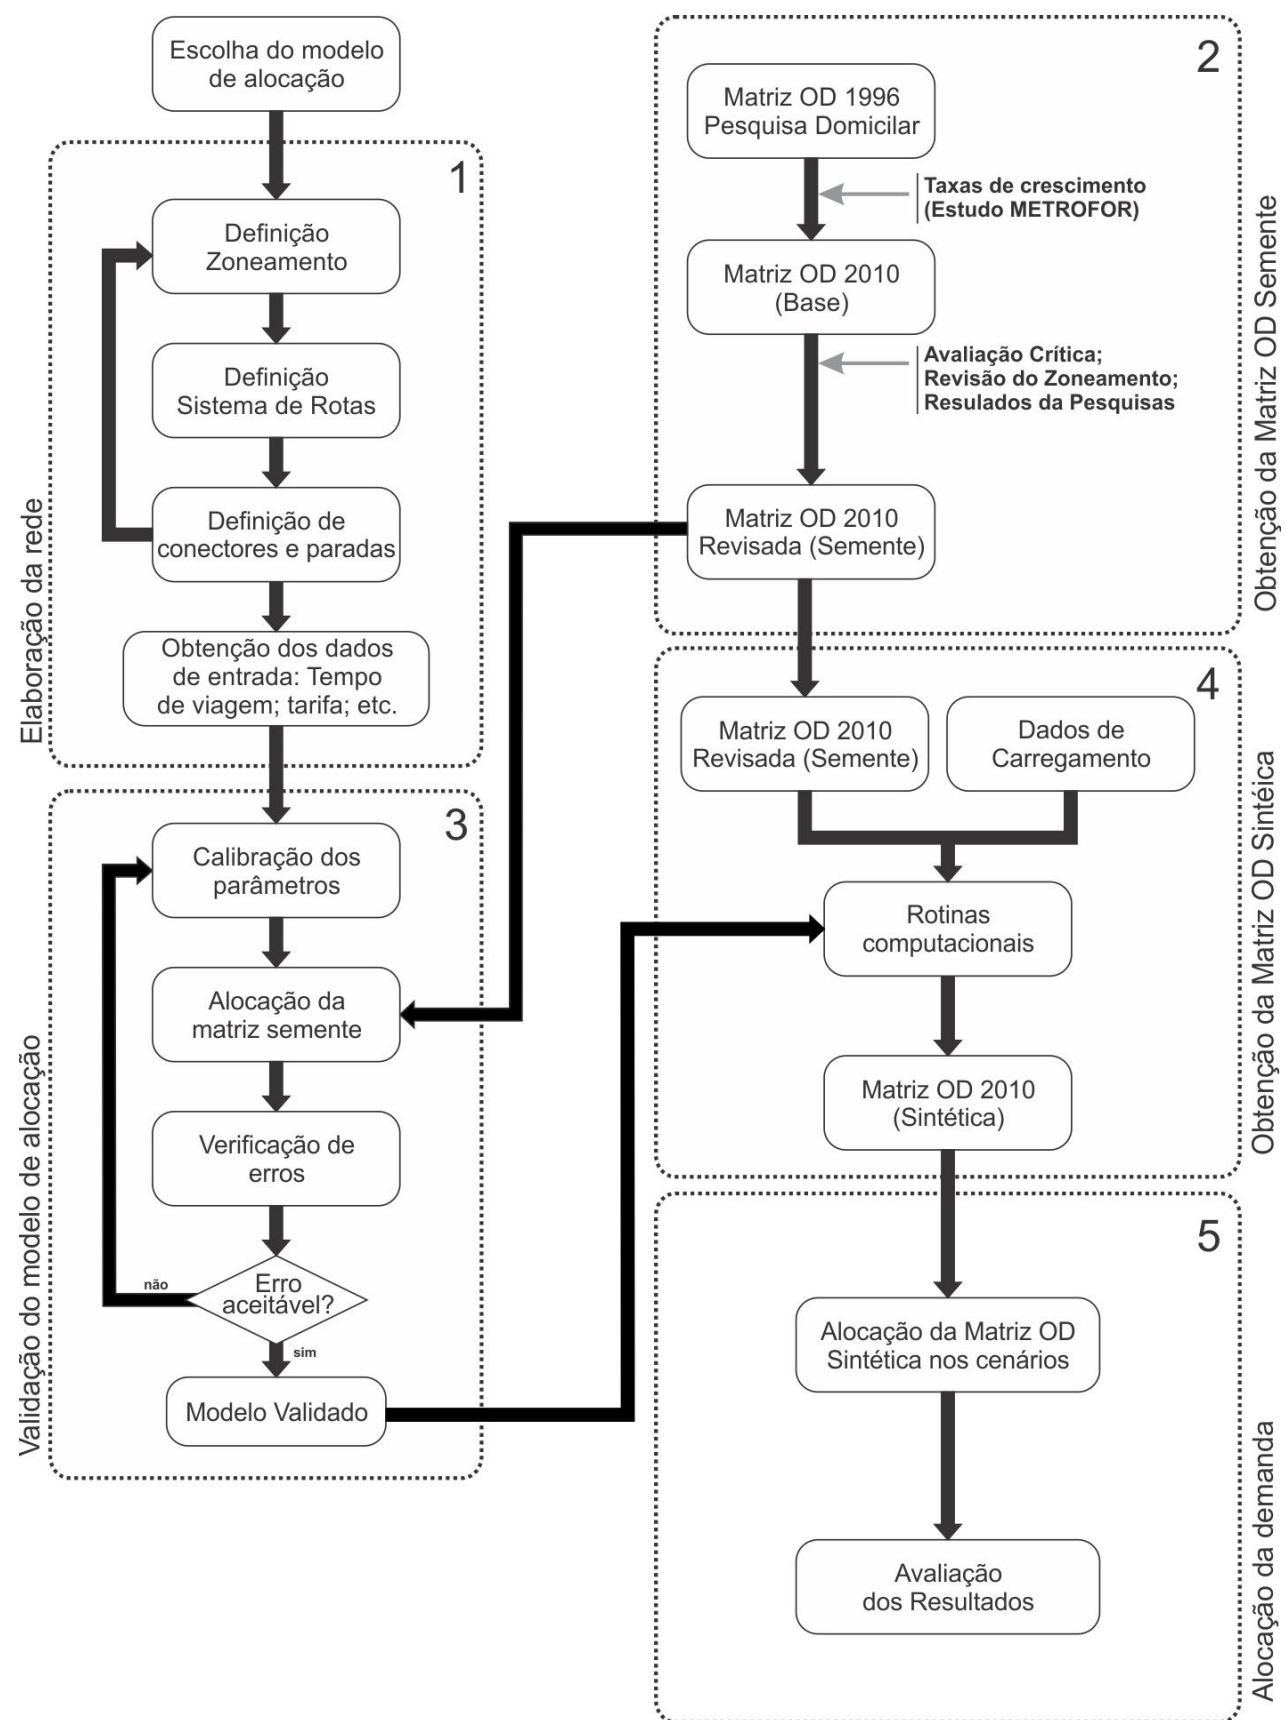 Escolha do modelo
de alocação
1
Definição
Zoneamento
Definição
Sistema de Rotas
Definição de
conectores e paradas
Obtenção dos dados
de entrada: Tempo
de viagem; tarifa; etc.
Elaboração da rede
2
Matriz OD 1996
Pesquisa Domicilar
Taxas de crescimento
(Estudo METROFOR)
Matriz OD 2010
(Base)
Avaliação Crítica;
Revisão do Zoneamento;
Resulados da Pesquisas
Matriz OD 2010
Revisada (Semente)
Obtenção da Matriz OD Semente
3
Calibração dos
parâmetros
Alocação da
matriz semente
Verificação de
erros
Erro
aceitável?
não
sim
Modelo Validado
Validação do modelo de alocação
4
Matriz OD 2010
Revisada (Semente)
Dados de
Carregamento
Rotinas
computacionais
Matriz OD 2010
(Sintética)
Obtenção da Matriz OD Sintéica
5
Alocação da Matriz OD
Sintética nos cenários
Avaliação
dos Resultados
Alocação da demanda